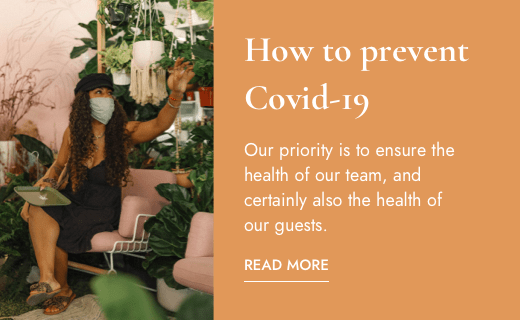 How to prevent
Covid-19
Our priority is to ensure the
health of our team, and
certainly also the health of
our guests.
READ MORE